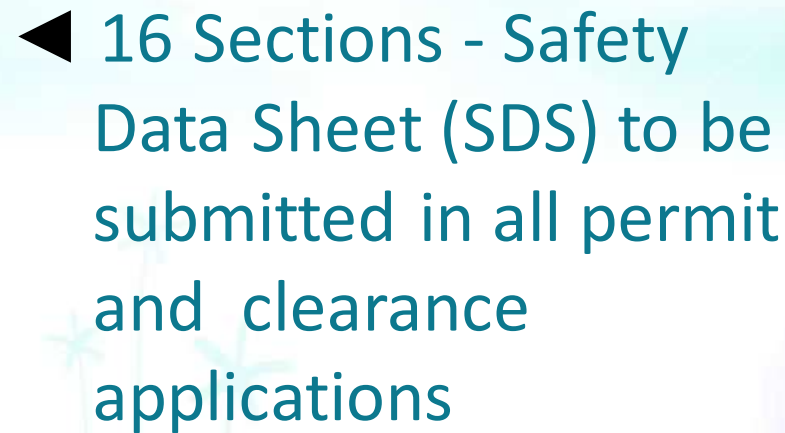 16 Sections - Safety
Data Sheet (SDS) to be
submitted in all permit
and clearance
applications